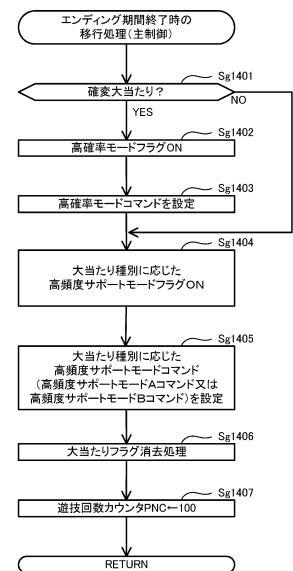 エンディング期間終了時の
移行処理(主制御)
Sg1401
確変大当たり?
NO
YES
Sg1402
高確率モードフラグON
Sg1403
高確率モードコマンドを設定
Sg1404
大当たり種別に応じた
高頻度サポートモードフラグON
Sg1405
大当たり種別に応じた
高頻度サポートモードコマンド
(高頻度サポートモードAコマンド又は
高頻度サポートモードBコマンド)を設定
Sg1406
大当たりフラグ消去処理
Sg1407
遊技回数カウンタPNC←100
RETURN